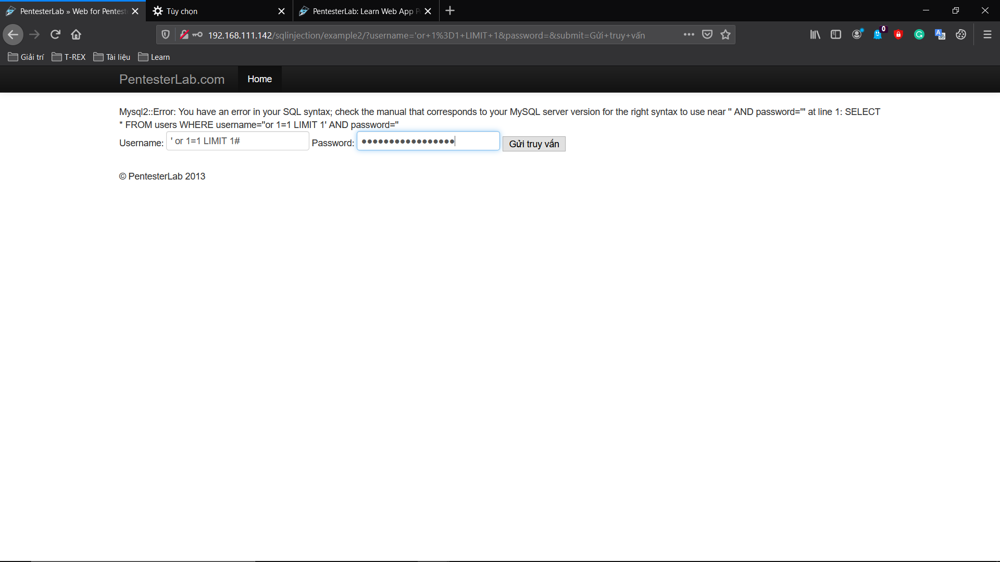 PentesterLab » Web for Pentest
Tùy chọn
PentesterLab: Learn Web App P
192.168.111.142/sqlinjection/example2/?username='or+1%3D1+LIMIT+1&password=&submit=Gửi+truy+vấn
0
Giải trí
T-REX
Tài liệu
Learn
PentesterLab.com
Home
Mysql2::Error: You have an error in your SQL syntax; check the manual that corresponds to your MySQL server version for the right syntax to use near '' AND password=''' at line 1: SELECT
* FROM users WHERE username=''or 1=1 LIMIT 1' AND password=''
Username: ' or 1=1 LIMIT 1# Password: ●●●●●●●●●●●●●●●●● Gửi truy vấn
© PentesterLab 2013